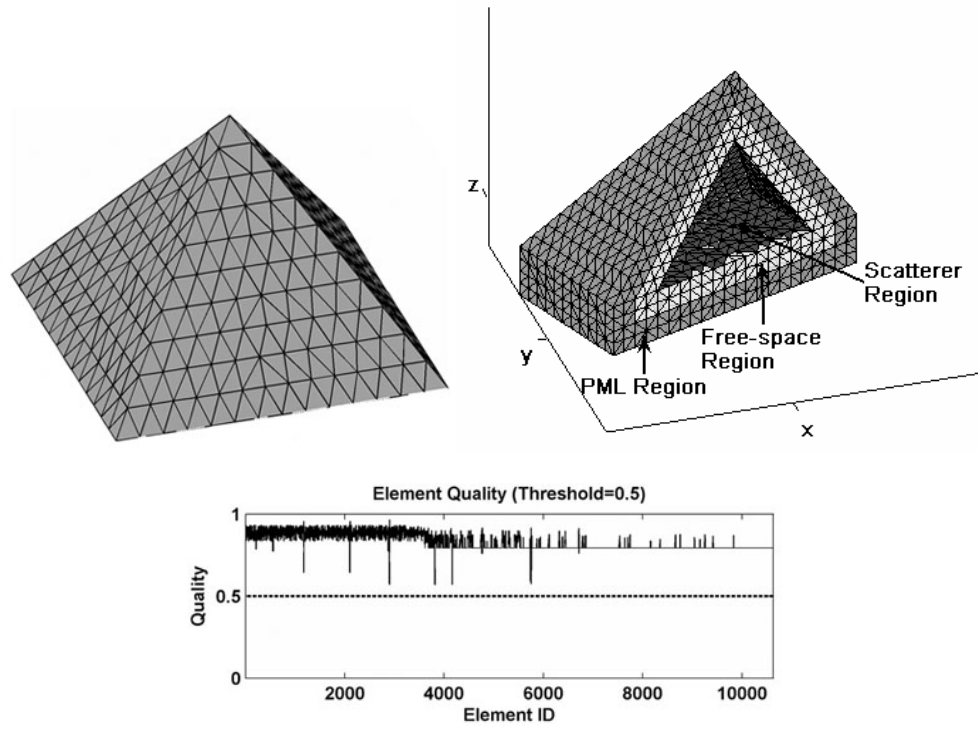 z
Scatterer
Region
y
Free-space
Region
PML Region
x
Element Quality (Threshold=0.5)
1
0.5
0
Quality
2000 4000 6000 8000 10000
Element ID